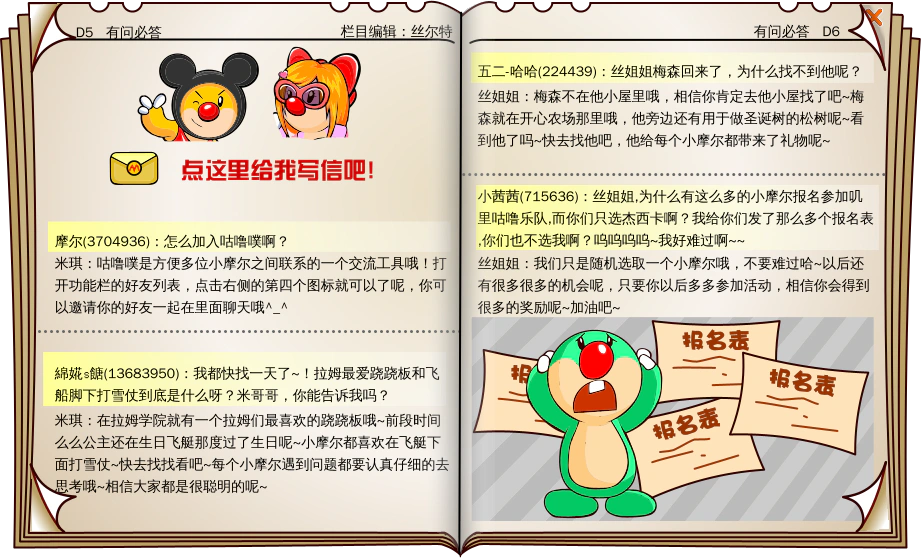 D5 有问必答
栏目编辑：丝尔特
点这里给我写信吧!
摩尔(3704936)：怎么加入咕噜噗啊？
米琪：咕噜噗是方便多位小摩尔之间联系的一个交流工具哦！打
开功能栏的好友列表，点击右侧的第四个图标就可以了呢，你可
以邀请你的好友一起在里面聊天哦^_^
綿婲s餹(13683950)：我都快找一天了~！拉姆最爱跷跷板和飞
船脚下打雪仗到底是什么呀？米哥哥，你能告诉我吗？
米琪：在拉姆学院就有一个拉姆们最喜欢的跷跷板哦~前段时间
么么公主还在生日飞艇那度过了生日呢~小摩尔都喜欢在飞艇下
面打雪仗~快去找找看吧~每个小摩尔遇到问题都要认真仔细的去
思考哦~相信大家都是很聪明的呢~
有问必答 D6
五二-哈哈(224439)：丝姐姐梅森回来了，为什么找不到他呢？
丝姐姐：梅森不在他小屋里哦，相信你肯定去他小屋找了吧~梅
森就在开心农场那里哦，他旁边还有用于做圣诞树的松树呢~看
到他了吗~快去找他吧，他给每个小摩尔都带来了礼物呢~
小茜茜(715636)：丝姐姐,为什么有这么多的小摩尔报名参加叽
里咕噜乐队,而你们只选杰西卡啊？我给你们发了那么多个报名表
,你们也不选我啊？呜呜呜呜~我好难过啊~~
丝姐姐：我们只是随机选取一个小摩尔哦，不要难过哈~以后还
有很多很多的机会呢，只要你以后多多参加活动，相信你会得到
很多的奖励呢~加油吧~
报名表
报
报名表
报名表